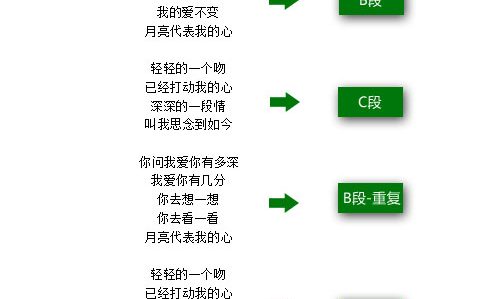 我的爱不变
B段
月亮代表我的心
轻轻的一个吻
已经打动我的心
深深的一段情
叫我思念到如今
C段
你问我爱你有多深
我爱你有几分
你去想一想
你去看一看
月亮代表我的心
B段-重复
轻轻的一个吻
已经打动我的心